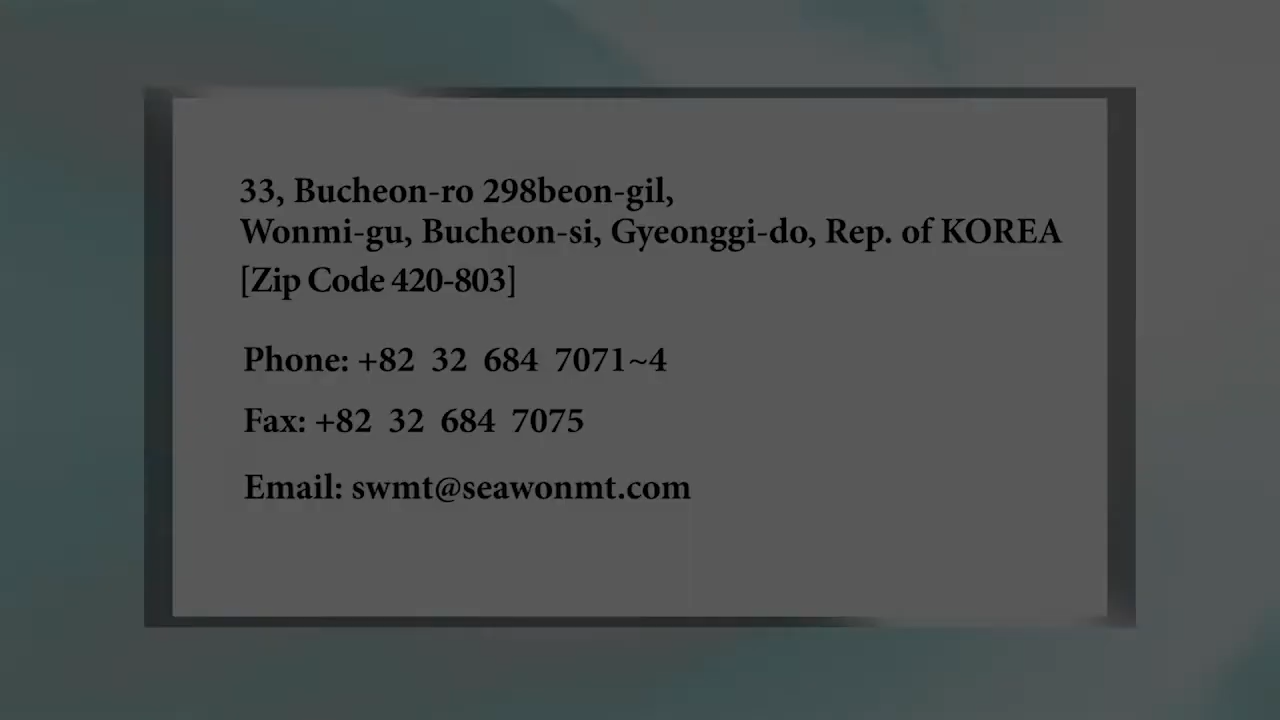 33, Bucheon-ro 298beon-gil,
Wonmi-gu, Bucheon-si, Gyeonggi-do, Rep. of KOREA
[Zip Code 420-803]
Phone: +82 32 684 7071~4
Fax: +82 32 684 7075
Email: swmt@seawonmt.com